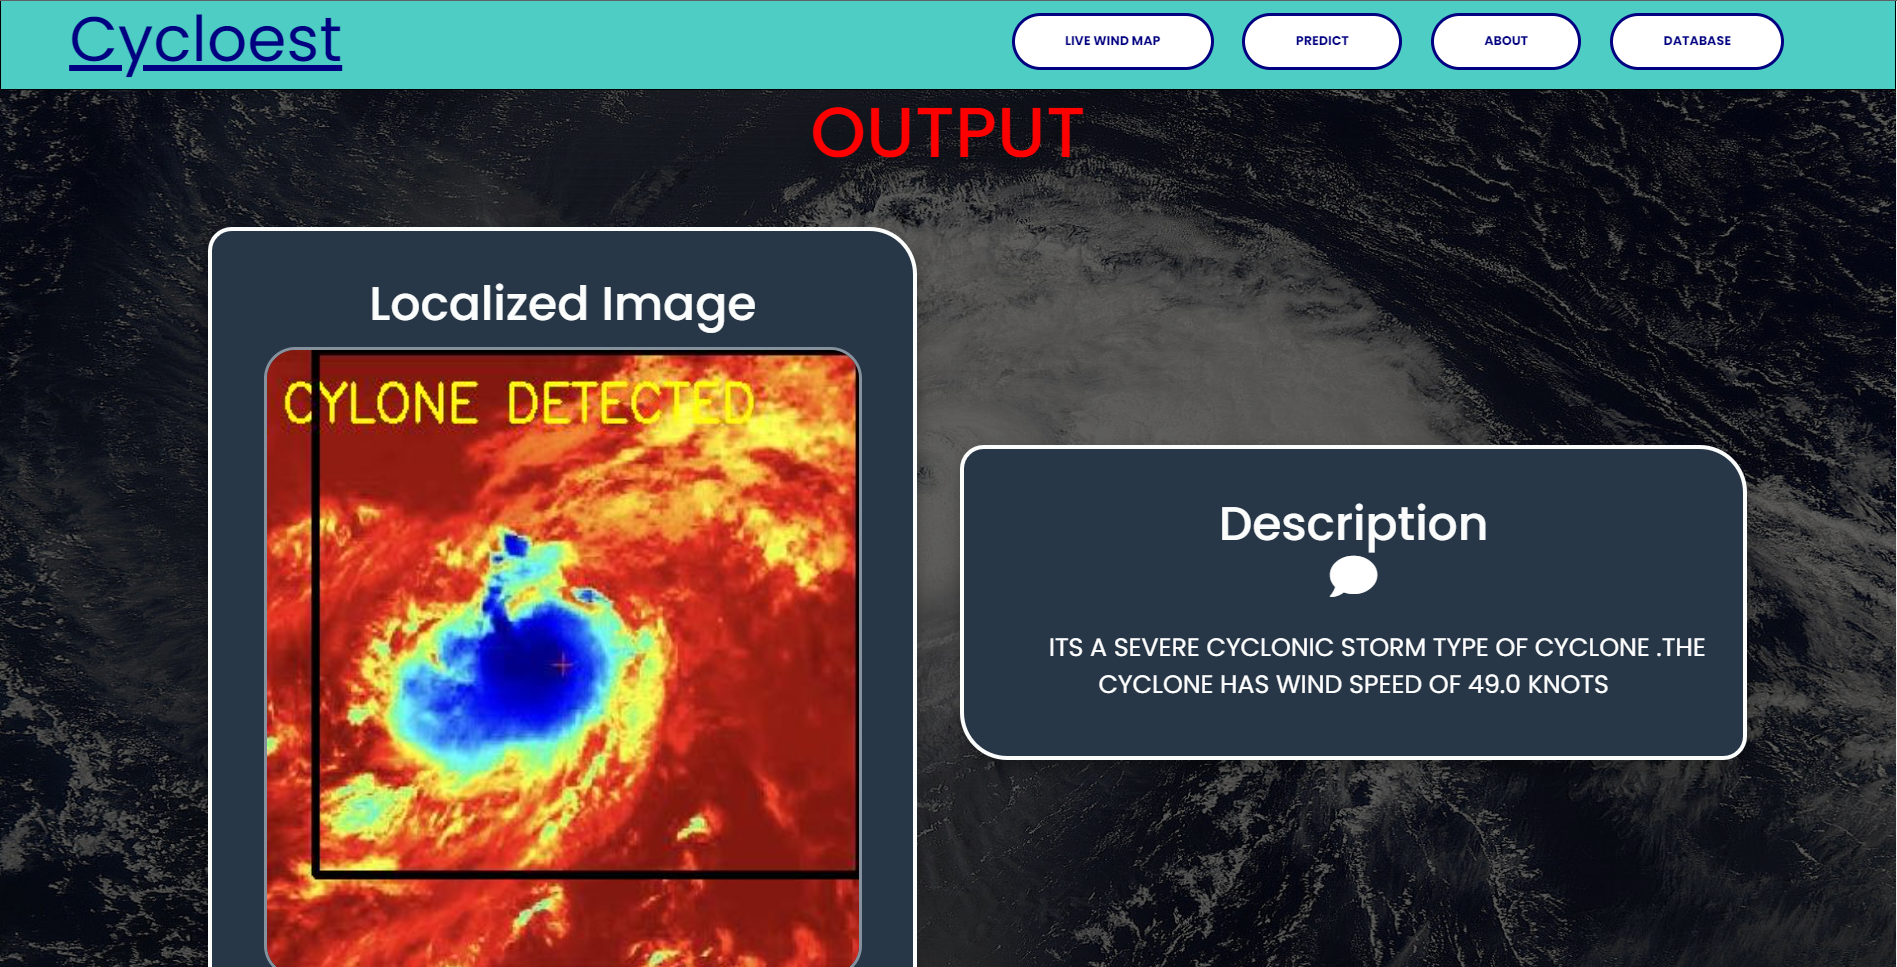 Cycloest
LIVE WIND MAP
PREDICT
ABOUT
DATABASE
OUTPUT
Localized Image
CYLONE DETECTED
Description
ITS A SEVERE CYCLONIC STORM TYPE OF CYCLONE .THE
CYCLONE HAS WIND SPEED OF 49.0 KNOTS